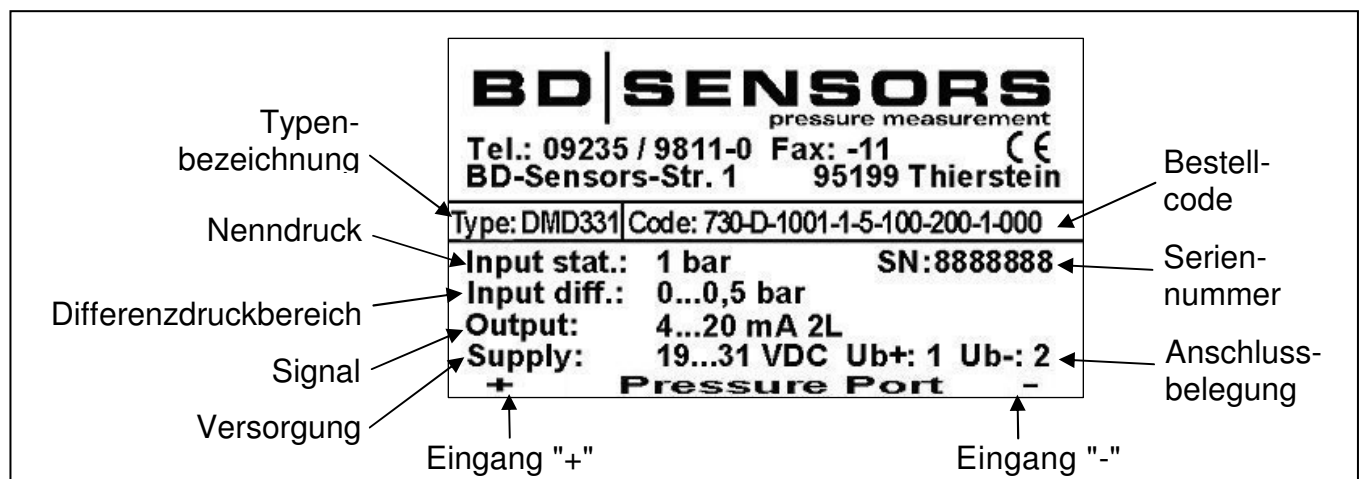 BD SENSORS
pressure measurement
Tel.: 09235 / 9811-0 Fax: -11 CE
BD-Sensors-Str. 1 95199 Thierstein
Type: DMD331 Code: 730-D-1001-1-5-100-200-1-000
Input stat.: 1 bar SN:8888888
Input diff.: 0...0,5 bar
Output: 4...20 mA 2L
Supply: 19...31 VDC Ub+: 1 Ub-: 2
+ Pressure Port -
Typen-
bezeichnung
Nenndruck
Differenzdruckbereich
Signal
Versorgung
Eingang "+"
Eingang "-"
Bestell-
code
Serien-
nummer
Anschluss-
belegung